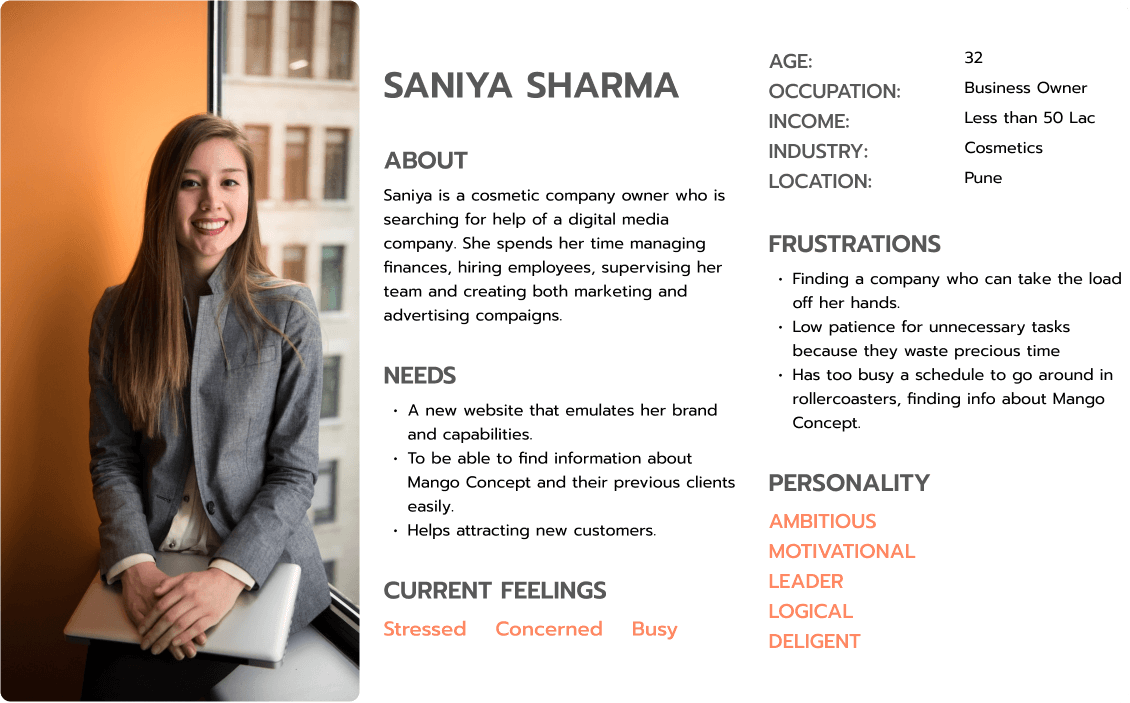 SANIYA SHARMA
ABOUT
Saniya is a cosmetic company owner who is
searching for help of a digital media
company. She spends her time managing
finances, hiring employees, supervising her
team and creating both marketing and
advertising compaigns.
NEEDS
• A new website that emulates her brand
and capabilities.
• To be able to find information about
Mango Concept and their previous clients
easily.
• Helps attracting new customers.
CURRENT FEELINGS
Stressed Concerned Busy
AGE: 32
OCCUPATION: Business Owner
INCOME: Less than 50 Lac
INDUSTRY: Cosmetics
LOCATION: Pune
FRUSTRATIONS
• Finding a company who can take the load
off her hands.
• Low patience for unnecessary tasks
because they waste precious time
• Has too busy a schedule to go around in
rollercoasters, finding info about Mango
Concept.
PERSONALITY
AMBITIOUS
MOTIVATIONAL
LEADER
LOGICAL
DELIGENT